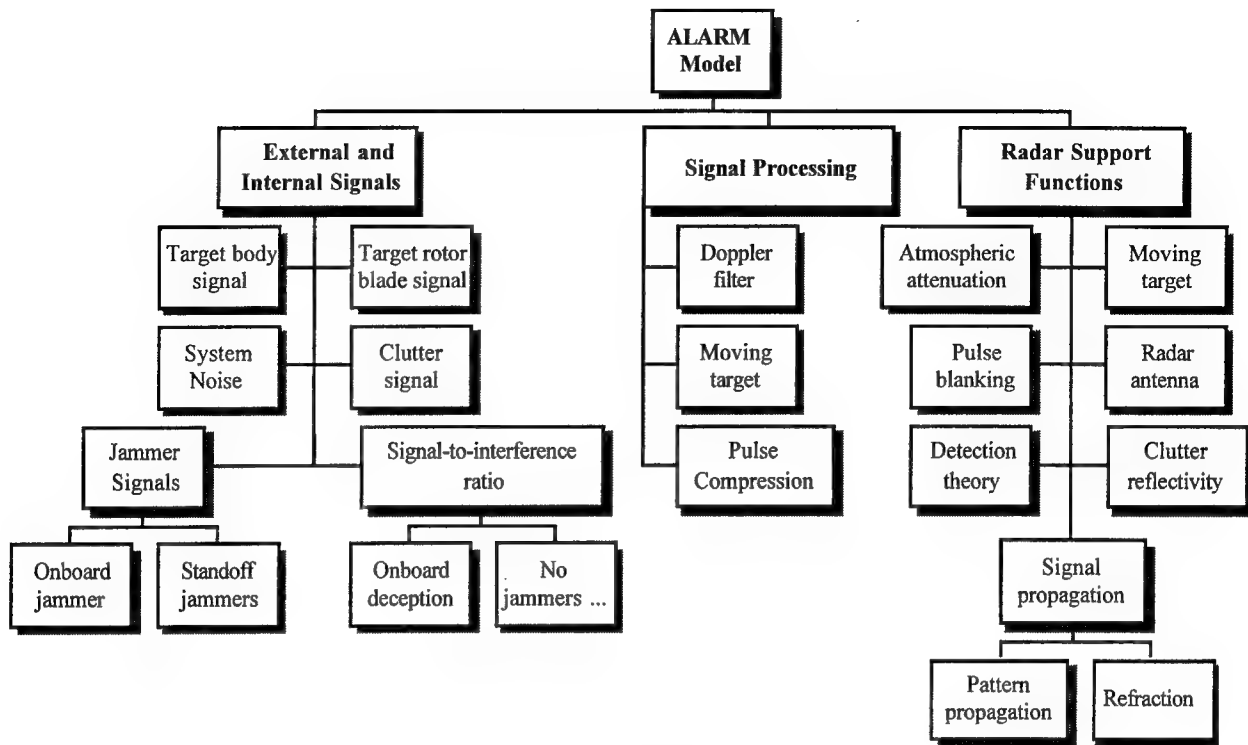 ALARM
Model
External and
Internal Signals
Signal Processing
Radar Support
Functions
Target body
signal
Target rotor
blade signal
Doppler
filter
Atmospheric
attenuation
Moving
target
System
Noise
Clutter
signal
Moving
target
Pulse
blanking
Radar
antenna
Jammer
Signals
Signal-to-interference
ratio
Pulse
Compression
Detection
theory
Clutter
reflectivity
Onboard
jammer
Standoff
jammers
Onboard
deception
No
jammers ...
Signal
propagation
Pattern
propagation
Refraction